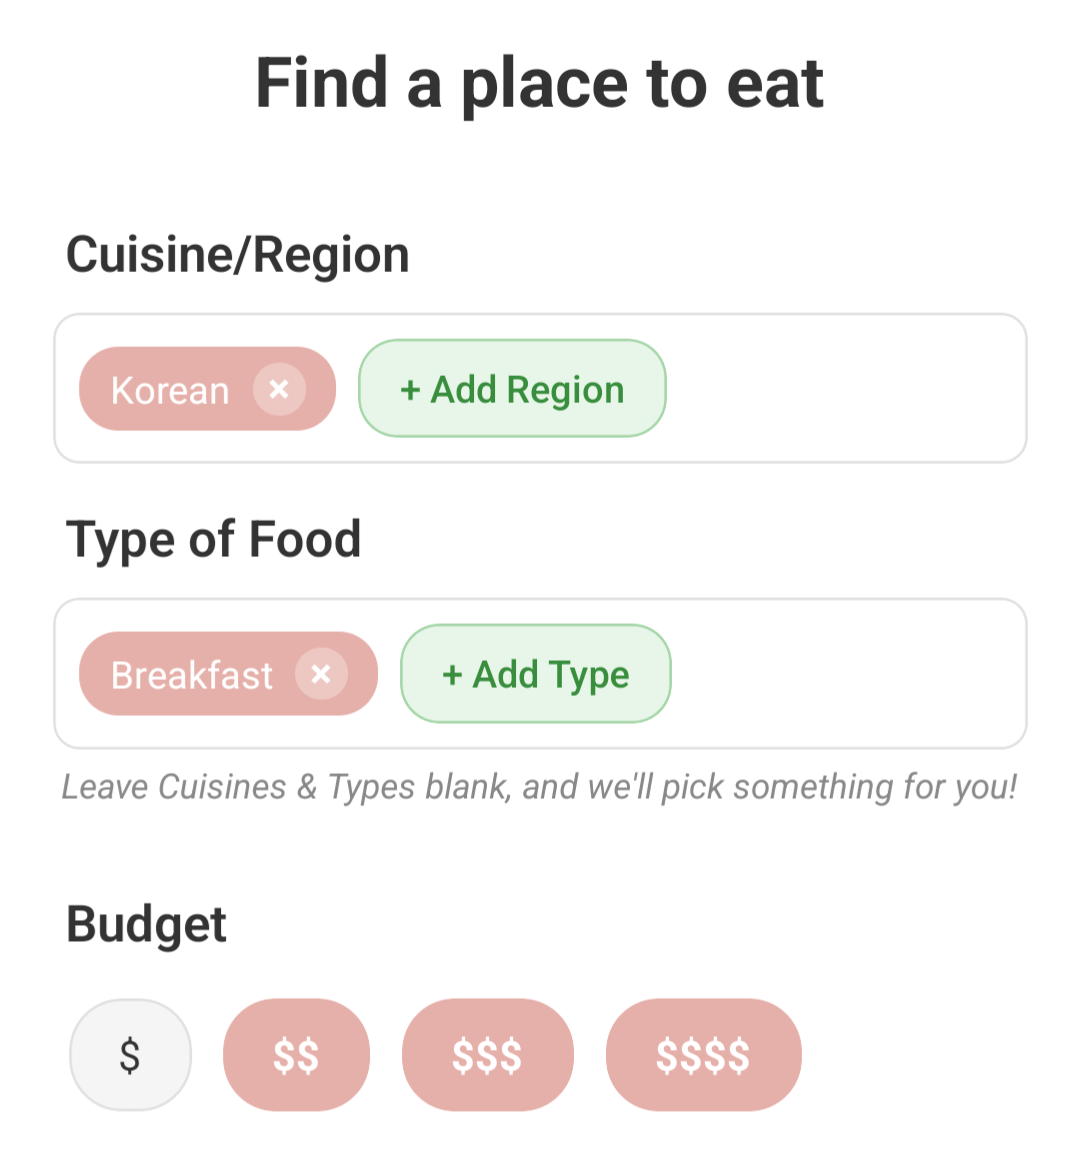 Find a place to eat
Cuisine/Region
Korean × + Add Region
Type of Food
Breakfast × + Add Type
Leave Cuisines & Types blank, and we'll pick something for you!
Budget
$ $$ $$$ $$$$